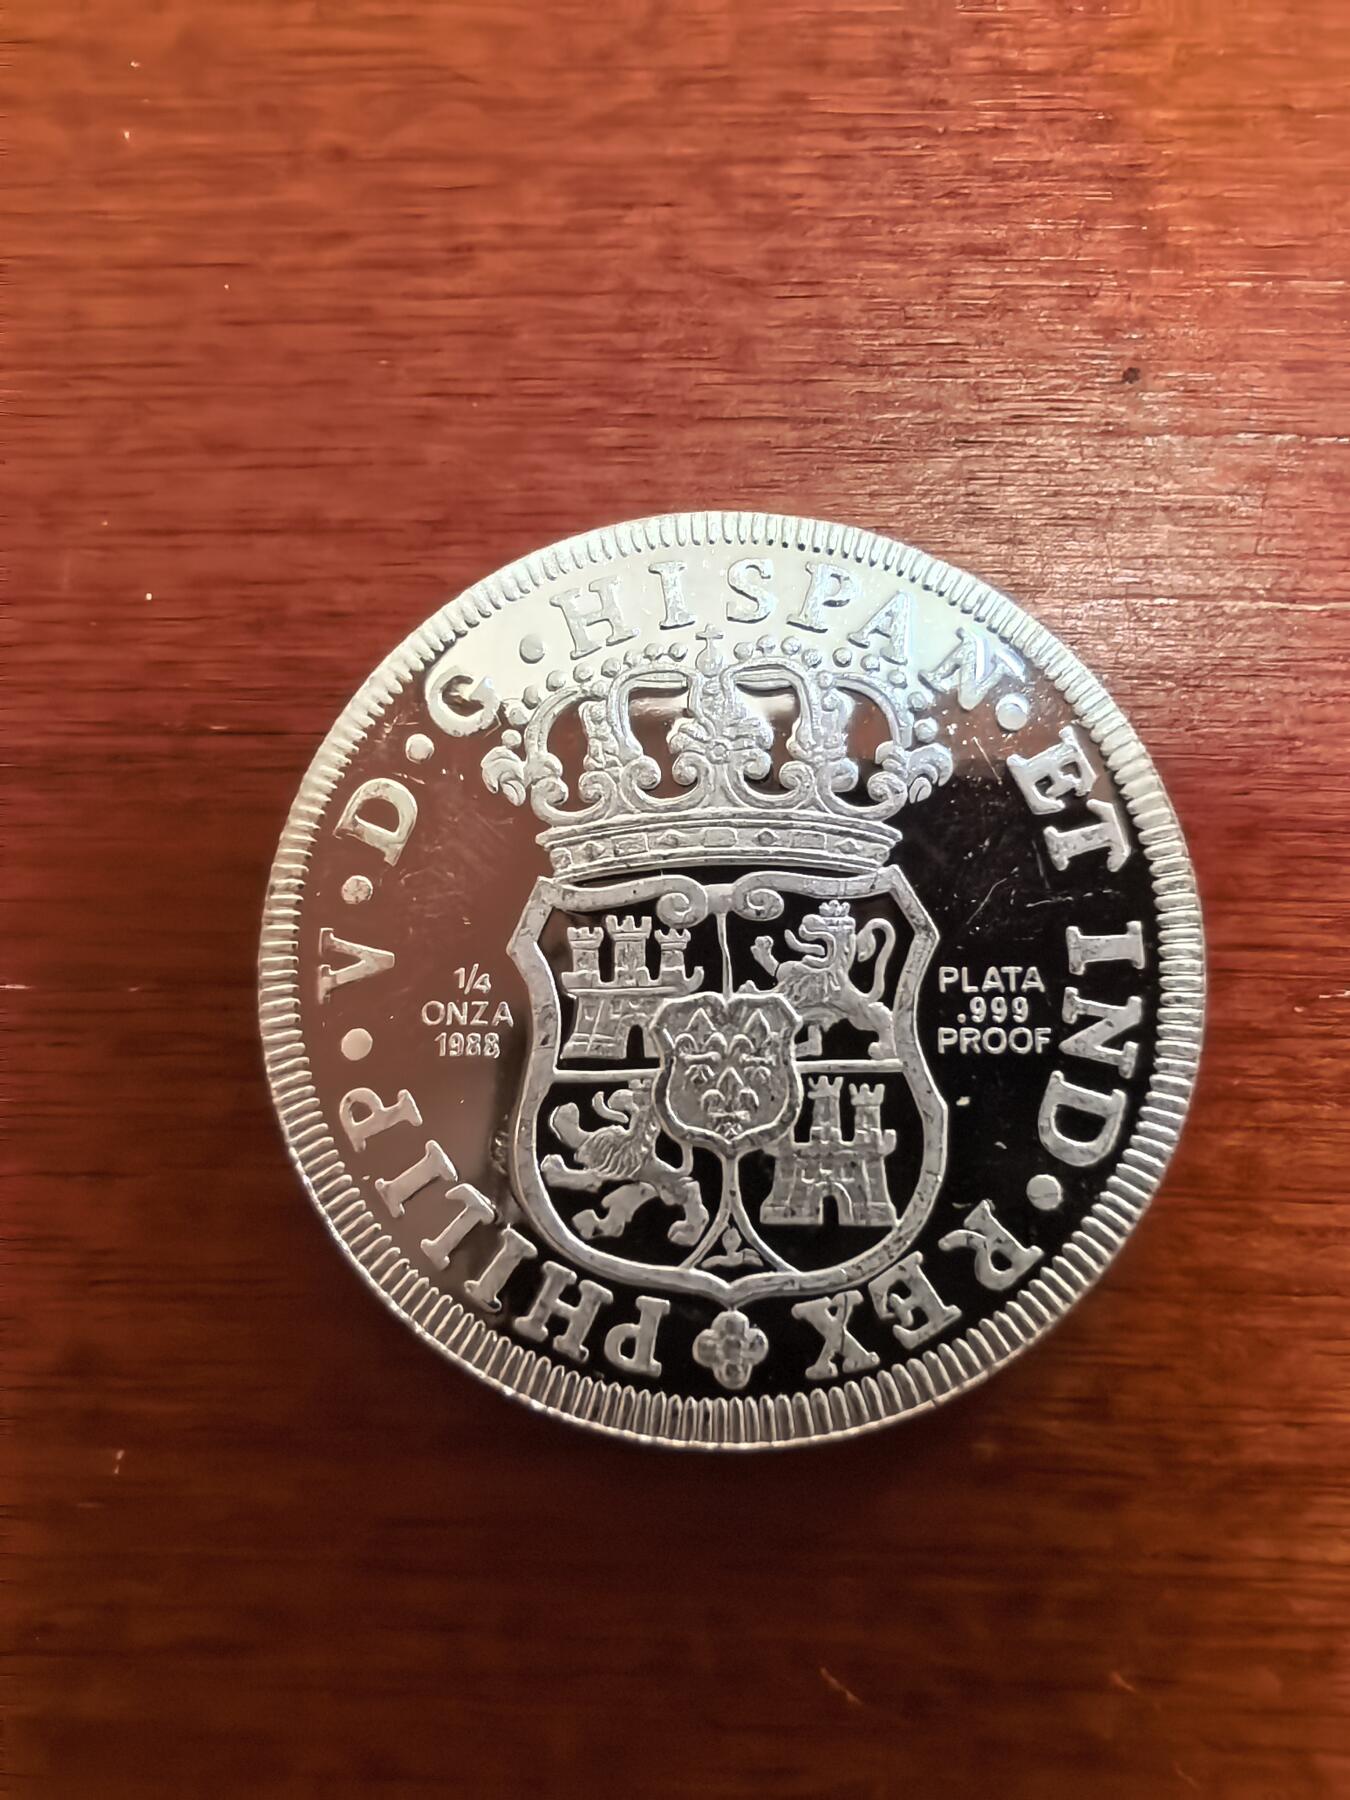 PHILIP·V·D·G·HISPAN·ET IND·REX
1/4
ONZA
1988
PLATA
.999
PROOF